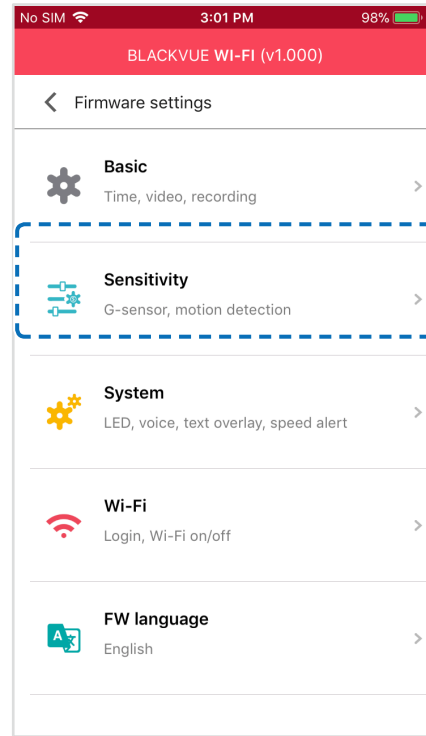 No SIM 3:01 PM 98%
BLACKVUE WI-FI (v1.000)
Firmware settings
Basic
Time, video, recording
Sensitivity
G-sensor, motion detection
System
LED, voice, text overlay, speed alert
Wi-Fi
Login, Wi-Fi on/off
A
FW language
English